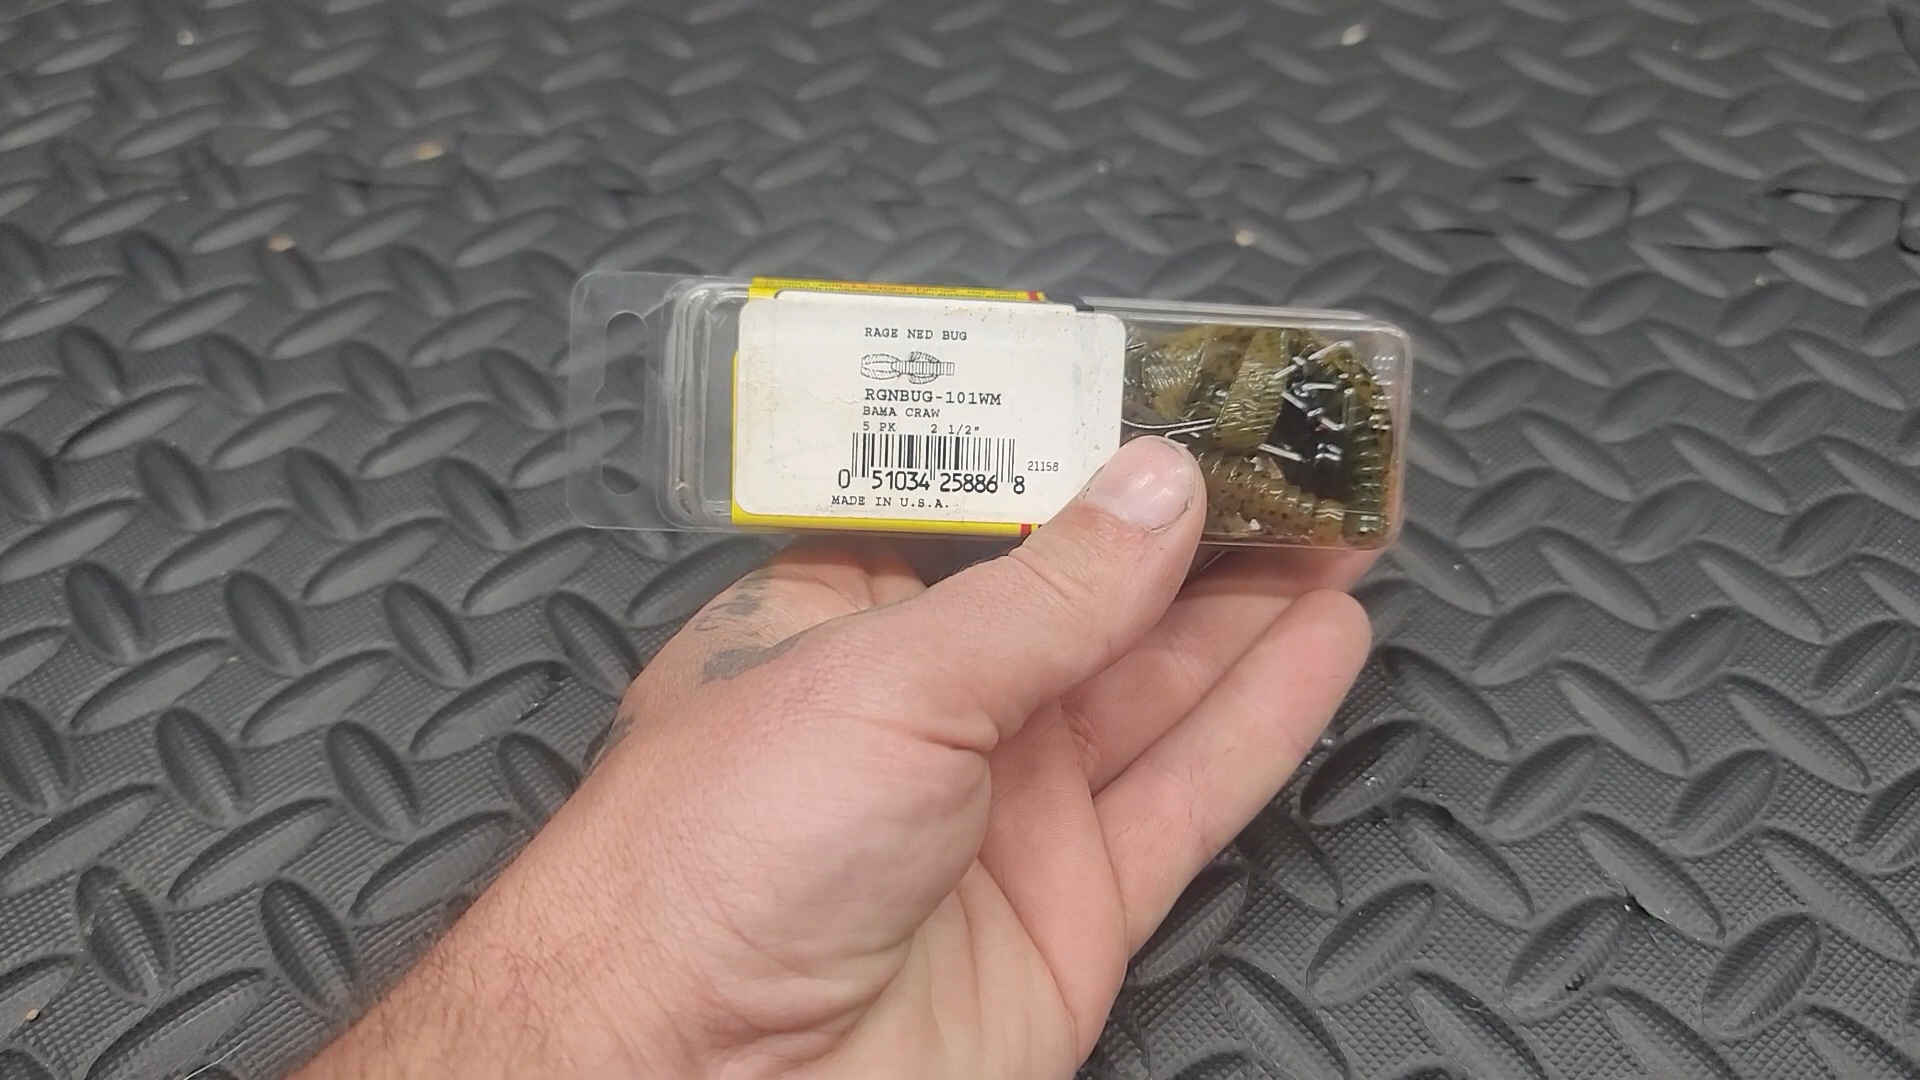 RAGE NED BUG
RGNBUG-101WM
BAMA CRAW
5 PK 2 1/2"
21158
0 51034 25886 8
MADE IN U.S.A.